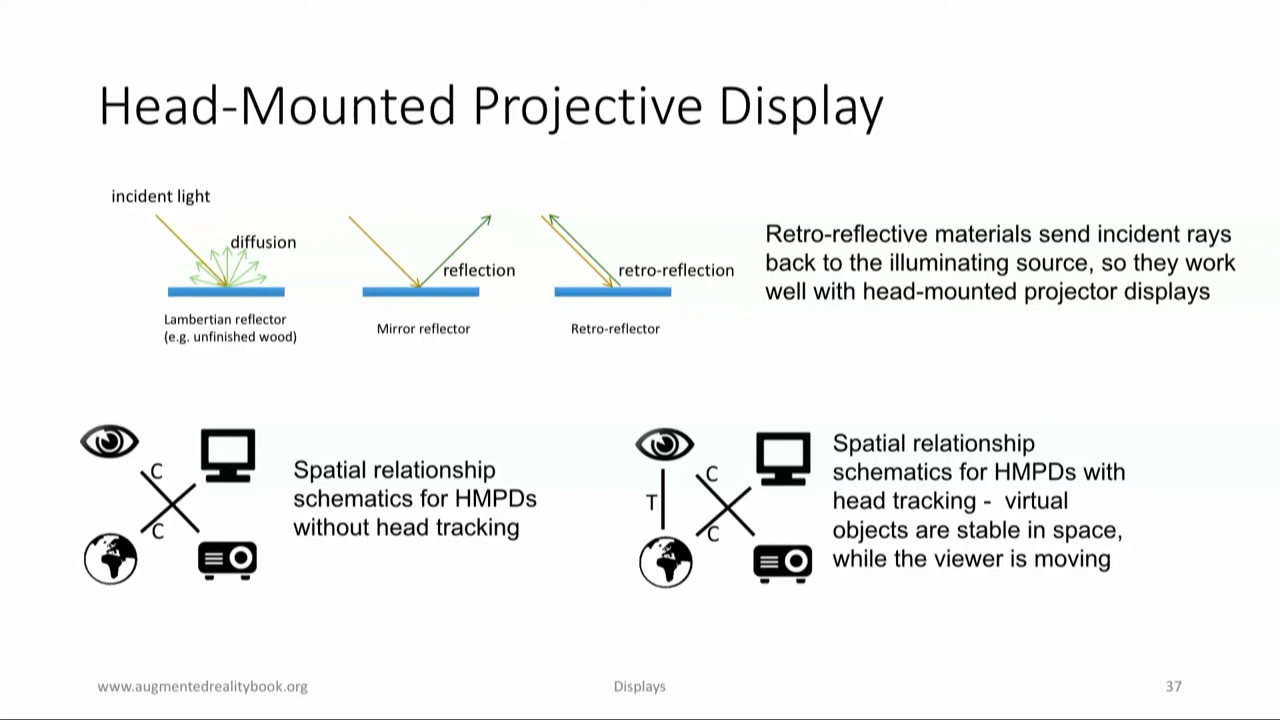 Head-Mounted Projective Display
incident light
diffusion
Lambertian reflector
(e.g. unfinished wood)
reflection
Mirror reflector
retro-reflection
Retro-reflector
Retro-reflective materials send incident rays
back to the illuminating source, so they work
well with head-mounted projector displays
C
C
Spatial relationship
schematics for HMPDs
without head tracking
T
C
C
Spatial relationship
schematics for HMPDs with
head tracking - virtual
objects are stable in space,
while the viewer is moving
www.augmentedrealitybook.org
Displays
37